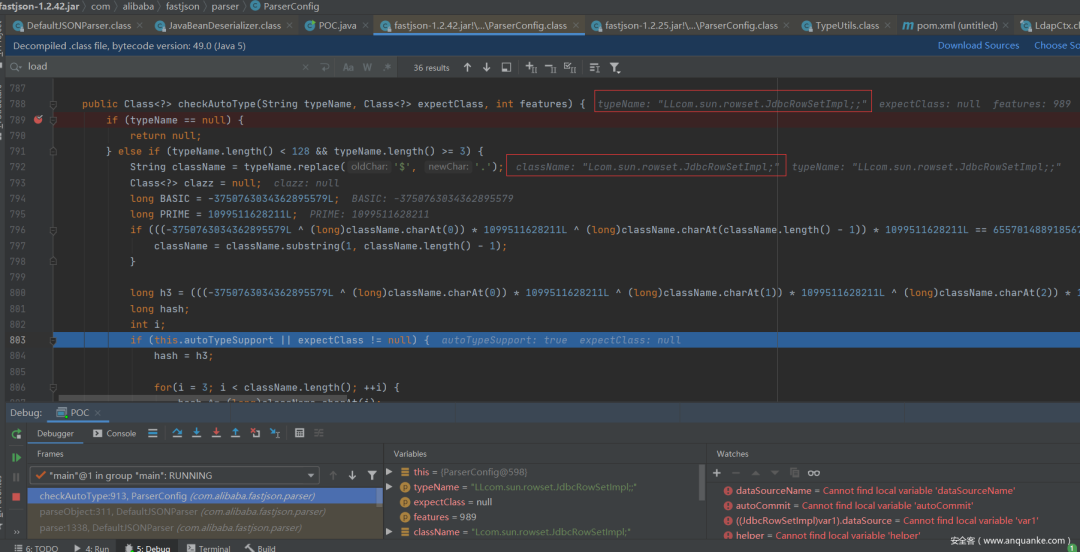 fastjson-1.2.42.jar › com › alibaba › fastjson › parser › ParserConfig
DefaultJSONParser.class × JavaBeanDeserializer.class × POC.java × fastjson-1.2.42.jar!\...\ParserConfig.class × fastjson-1.2.25.jar!\...\ParserConfig.class × TypeUtils.class × pom.xml (untitled) × LdapCtx.cl
Decompiled .class file, bytecode version: 49.0 (Java 5) Download Sources Choose So
load × Aa W .* 36 results
787
788 public Class<?> checkAutoType(String typeName, Class<?> expectClass, int features) { typeName: "LLcom.sun.rowset.JdbcRowSetImpl;;" expectClass: null features: 989
789 if (typeName == null) {
790 return null;
791 } else if (typeName.length() < 128 && typeName.length() >= 3) {
792 String className = typeName.replace( oldChar: '$', newChar: '.'); className: "Lcom.sun.rowset.JdbcRowSetImpl;" typeName: "LLcom.sun.rowset.JdbcRowSetImpl;;"
793 Class<?> clazz = null; clazz: null
794 long BASIC = -3750763034362895579L; BASIC: -3750763034362895579
795 long PRIME = 1099511628211L; PRIME: 1099511628211
796 if (((-3750763034362895579L ^ (long)className.charAt(0)) * 1099511628211L ^ (long)className.charAt(className.length() - 1)) * 1099511628211L == 655701488918567
797 className = className.substring(1, className.length() - 1);
798 }
799
800 long h3 = (((-3750763034362895579L ^ (long)className.charAt(0)) * 1099511628211L ^ (long)className.charAt(1)) * 1099511628211L ^ (long)className.charAt(2)) * 1
801 long hash;
802 int i;
803 if (this.autoTypeSupport || expectClass != null) { autoTypeSupport: true expectClass: null
804 hash = h3;
805
806 for(i = 3; i < className.length(); ++i) {
Debug: POC ×
Debugger Console
Frames Variables Watches
"main"@1 in group "main": RUNNING
checkAutoType:913, ParserConfig (com.alibaba.fastjson.parser)
parseObject:311, DefaultJSONParser (com.alibaba.fastjson.parser)
parse:1338, DefaultJSONParser (com.alibaba.fastjson.parser)
this = {ParserConfig@598}
typeName = "LLcom.sun.rowset.JdbcRowSetImpl;;"
expectClass = null
features = 989
className = "Lcom.sun.rowset.JdbcRowSetImpl;"
dataSourceName = Cannot find local variable 'dataSourceName'
autoCommit = Cannot find local variable 'autoCommit'
((JdbcRowSetImpl)var1).dataSource = Cannot find local variable 'var1'
helper = Cannot find local variable 'helper'
安全客（www.anquanke.com）
6: TODO 4: Run 5: Debug Terminal Build 1